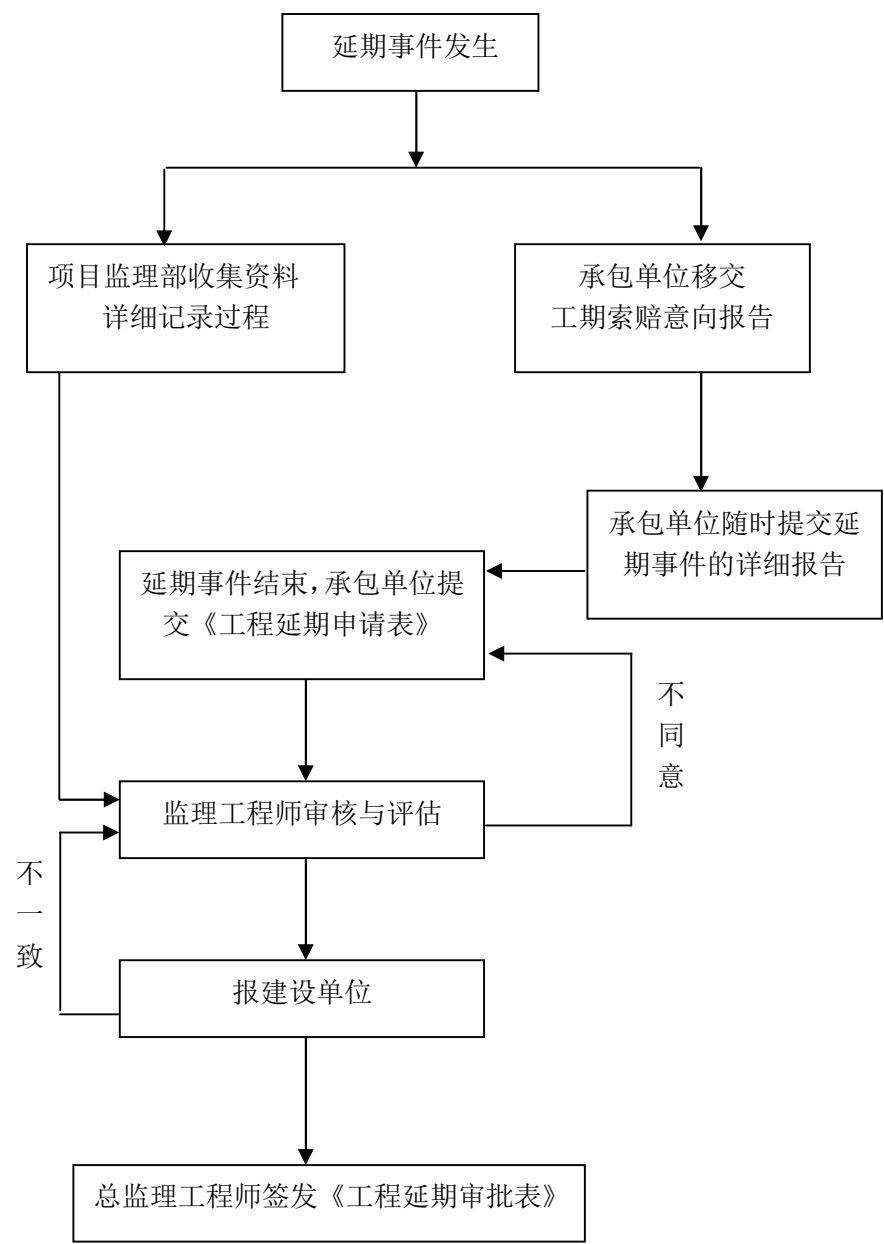 延期事件发生
项目监理部收集资料
详细记录过程
承包单位移交
工期索赔意向报告
承包单位随时提交延
期事件的详细报告
延期事件结束,承包单位提
交《工程延期申请表》
不
同
意
监理工程师审核与评估
不
一
致
报建设单位
总监理工程师签发《工程延期审批表》